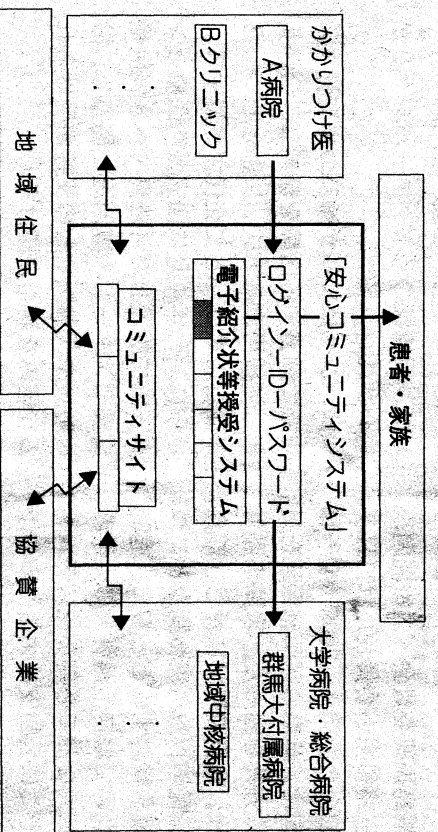 患者・家族
かかりつけ医
A病院
Bクリニック
・
・
「安心コミュニティシステム」
ログインーIDーパスワード
電子紹介状等授受システム
コミュニティサイト
大学病院・総合病院
群馬大付属病院
地域中核病院
・
・
地域住民
協賛企業